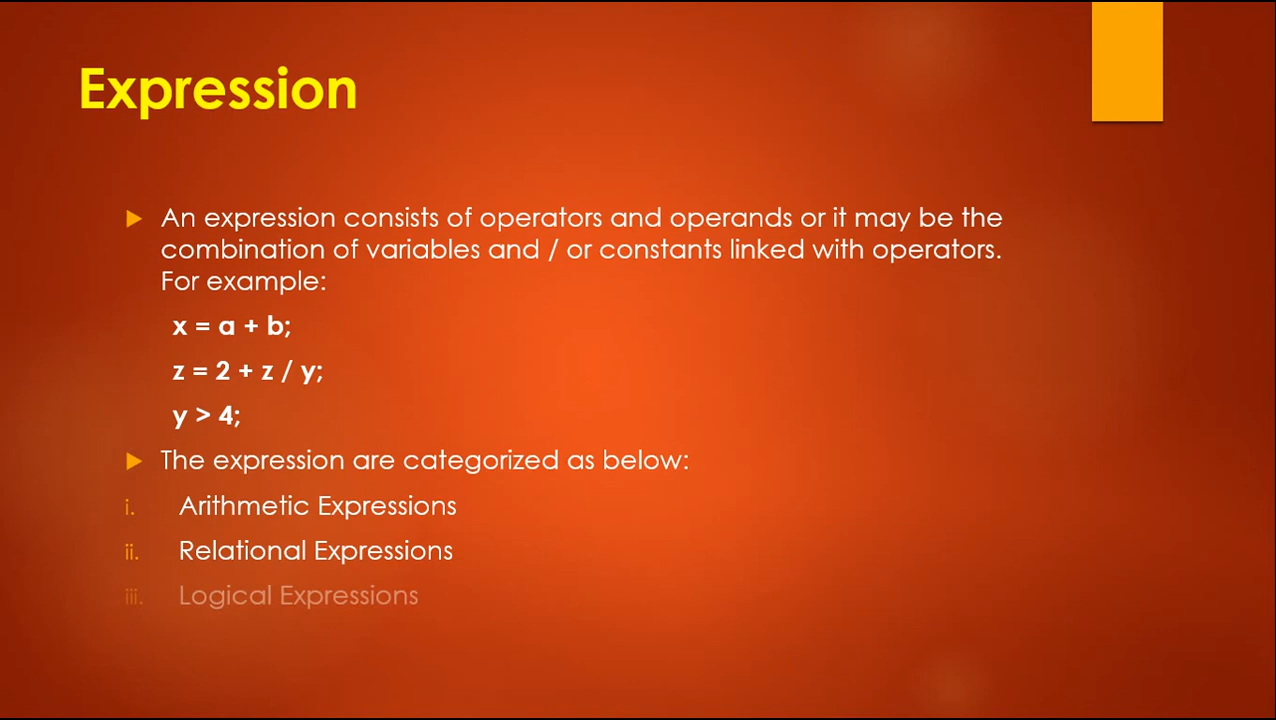 Expression
An expression consists of operators and operands or it may be the
combination of variables and / or constants linked with operators.
For example:
x = a + b;
z = 2 + z / y;
y > 4;
The expression are categorized as below:
i. Arithmetic Expressions
ii. Relational Expressions
iii. Logical Expressions